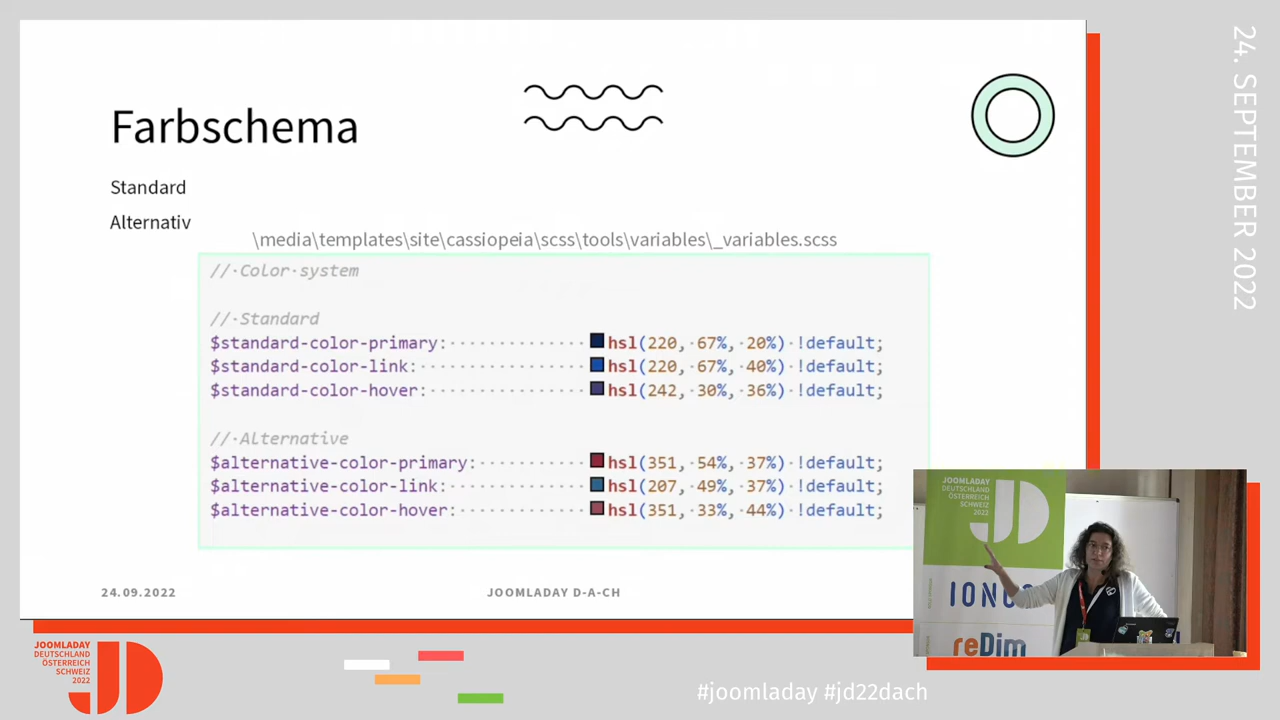 Farbschema
Standard
Alternativ
\media\templates\site\cassiopeia\scss\tools\variables\_variables.scss
// Color system
// Standard
$standard-color-primary: hsl(220, 67%, 20%) !default;
$standard-color-link: hsl(220, 67%, 40%) !default;
$standard-color-hover: hsl(242, 30%, 36%) !default;
// Alternative
$alternative-color-primary: hsl(351, 54%, 37%) !default;
$alternative-color-link: hsl(207, 49%, 37%) !default;
$alternative-color-hover: hsl(351, 33%, 44%) !default;
24.09.2022
JOOMLADAY D-A-CH
24. SEPTEMBER 2022
JOOMLADAY
DEUTSCHLAND
ÖSTERREICH
SCHWEIZ
2022
JD
IONOS
reDim
JOOMLADAY
DEUTSCHLAND
ÖSTERREICH
SCHWEIZ
2022
JD
#joomladay #jd22dach